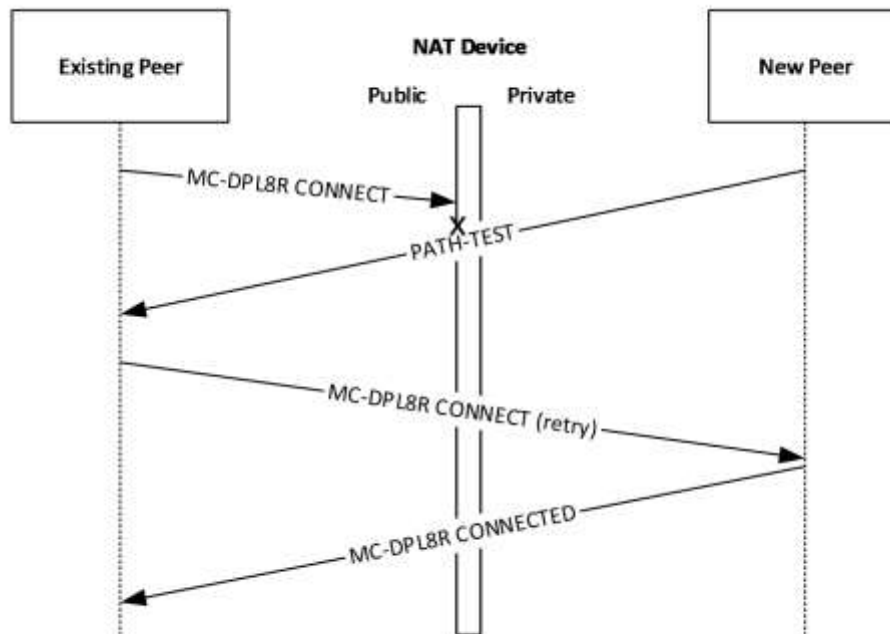 NAT Device
Existing Peer
New Peer
Public
Private
MC-DPL8R CONNECT
X
PATH-TEST
MC-DPL8R CONNECT (retry)
MC-DPL8R CONNECTED